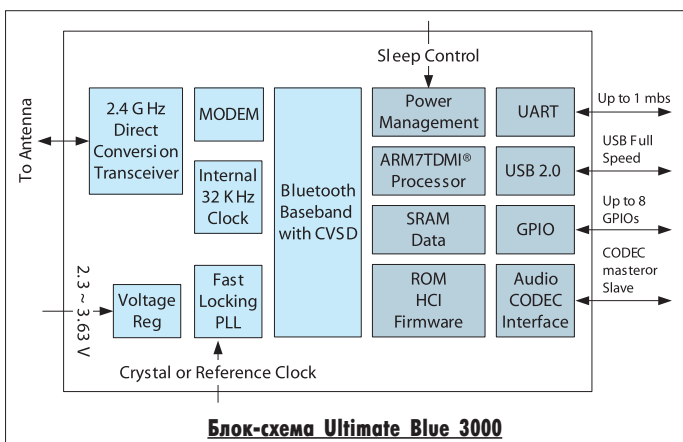 Sleep Control
To Antenna
2.4 G Hz
Direct
Conversion
Transceiver
MODEM
Internal
32 K Hz
Clock
Bluetooth
Baseband
with CVSD
Power
Management
UART
Up to 1 mbs
ARM7TDMI®
Processor
USB 2.0
USB Full
Speed
SRAM
Data
GPIO
Up to 8
GPIOs
2.3 ~ 3.63 V
Voltage
Reg
Fast
Locking
PLL
ROM
HCI
Firmware
Audio
CODEC
Interface
CODEC
masteror
Slave
Crystal or Reference Clock
Блок-схема Ultimate Blue 3000